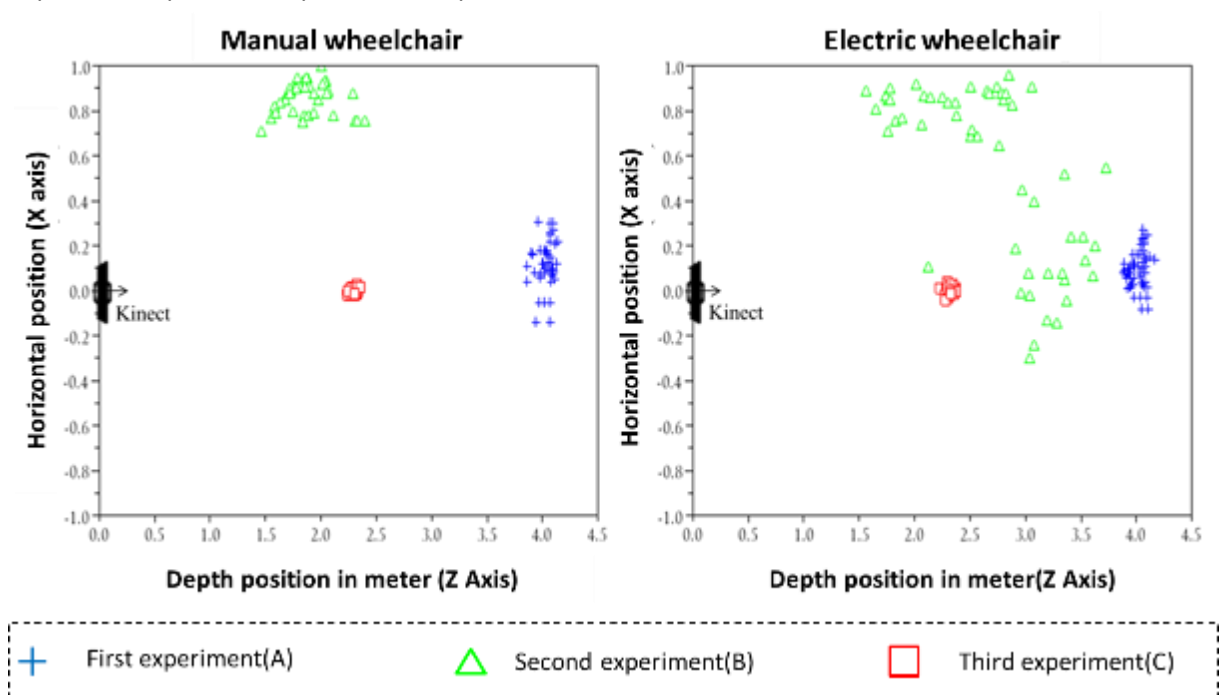 Manual wheelchair
Electric wheelchair
Horizontal position (X axis)
1.0
0.8
0.6
0.4
0.2
0.0
-0.2
-0.4
-0.6
-0.8
-1.0
Kinect
0.0 0.5 1.0 1.5 2.0 2.5 3.0 3.5 4.0 4.5
Depth position in meter (Z Axis)
Horizontal position (X axis)
1.0
0.8
0.6
0.4
0.2
0.0
-0.2
-0.4
-0.6
-0.8
-1.0
Kinect
0.0 0.5 1.0 1.5 2.0 2.5 3.0 3.5 4.0 4.5
Depth position in meter(Z Axis)
First experiment(A)
Second experiment(B)
Third experiment(C)